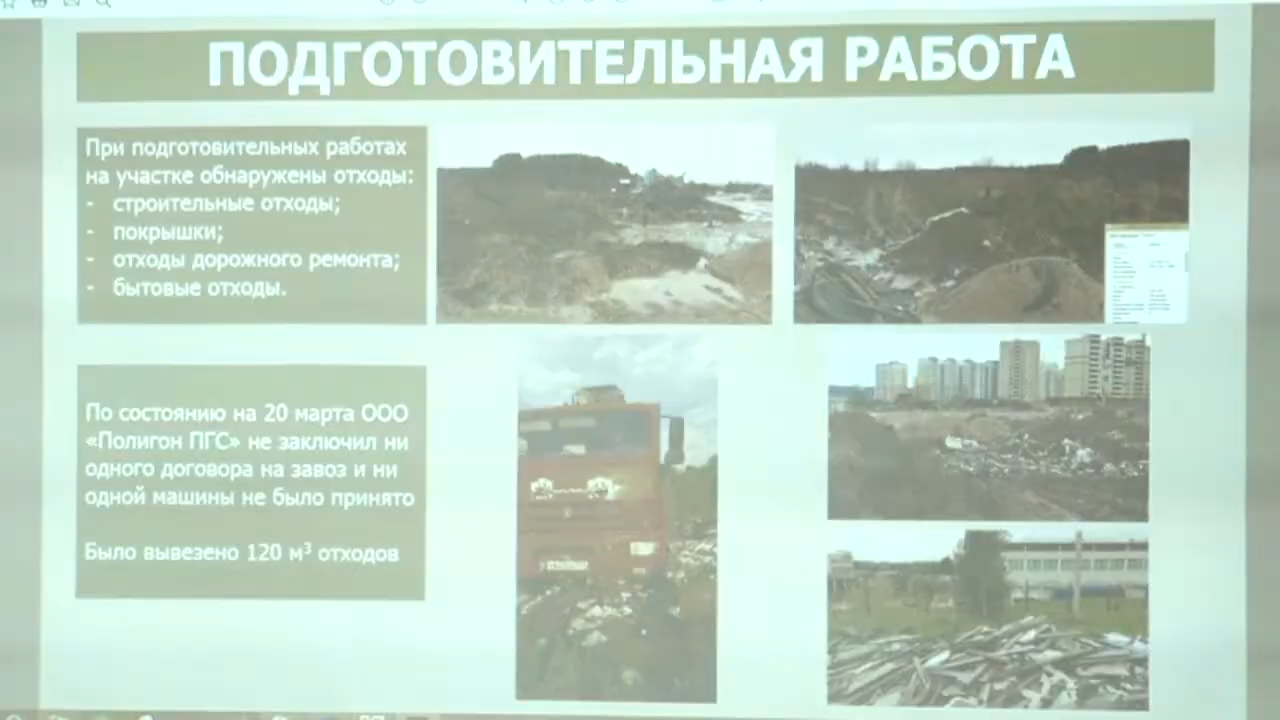 ПОДГОТОВИТЕЛЬНАЯ РАБОТА
При подготовительных работах
на участке обнаружены отходы:
- строительные отходы;
- покрышки;
- отходы дорожного ремонта;
- бытовые отходы.
По состоянию на 20 марта ООО
«Полигон ПГС» не заключил ни
одного договора на завоз и ни
одной машины не было принято
Было вывезено 120 м³ отходов